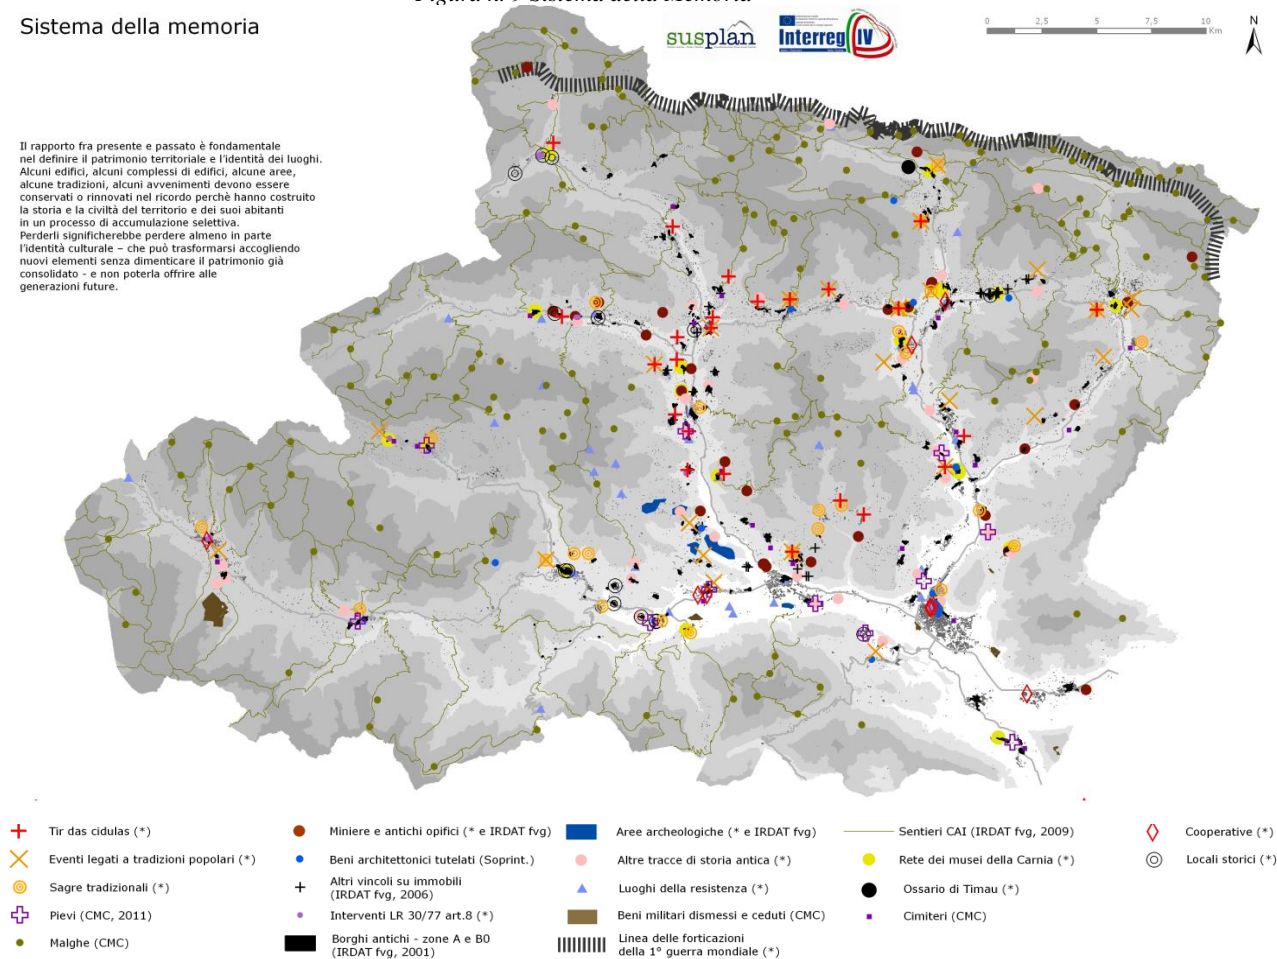 Figura n. 9 Sistema della Memoria
Sistema della memoria
susplan
Interreg IV
0 2,5 5 7,5 10
Km
N
Il rapporto fra presente e passato è fondamentale
nel definire il patrimonio territoriale e l'identità dei luoghi.
Alcuni edifici, alcuni complessi di edifici, alcune aree,
alcune tradizioni, alcuni avvenimenti devono essere
conservati o rinnovati nel ricordo perchè hanno costruito
la storia e la civiltà del territorio e dei suoi abitanti
in un processo di accumulazione selettiva.
Perderli significherebbe perdere almeno in parte
l'identità culturale – che può trasformarsi accogliendo
nuovi elementi senza dimenticare il patrimonio già
consolidato - e non poterla offrire alle
generazioni future.
Tir das cidulas (*)
Eventi legati a tradizioni popolari (*)
Sagre tradizionali (*)
Pievi (CMC, 2011)
Malghe (CMC)
Miniere e antichi opifici (* e IRDAT fvg)
Beni architettonici tutelati (Soprint.)
Altri vincoli su immobili
(IRDAT fvg, 2006)
Interventi LR 30/77 art.8 (*)
Borghi antichi - zone A e B0
(IRDAT fvg, 2001)
Aree archeologiche (* e IRDAT fvg)
Altre tracce di storia antica (*)
Luoghi della resistenza (*)
Beni militari dismessi e ceduti (CMC)
Linea delle forticazioni
della 1° guerra mondiale (*)
Sentieri CAI (IRDAT fvg, 2009)
Rete dei musei della Carnia (*)
Ossario di Timau (*)
Cimiteri (CMC)
Cooperative (*)
Locali storici (*)